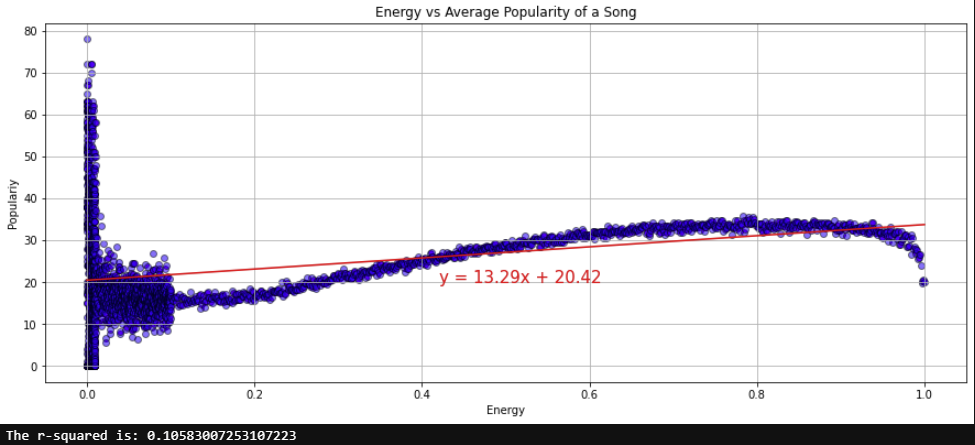 Energy vs Average Popularity of a Song
80
70
60
50
40
30
20
10
0
Populariy
y = 13.29x + 20.42
0.0 0.2 0.4 0.6 0.8 1.0
Energy
The r-squared is: 0.10583007253107223